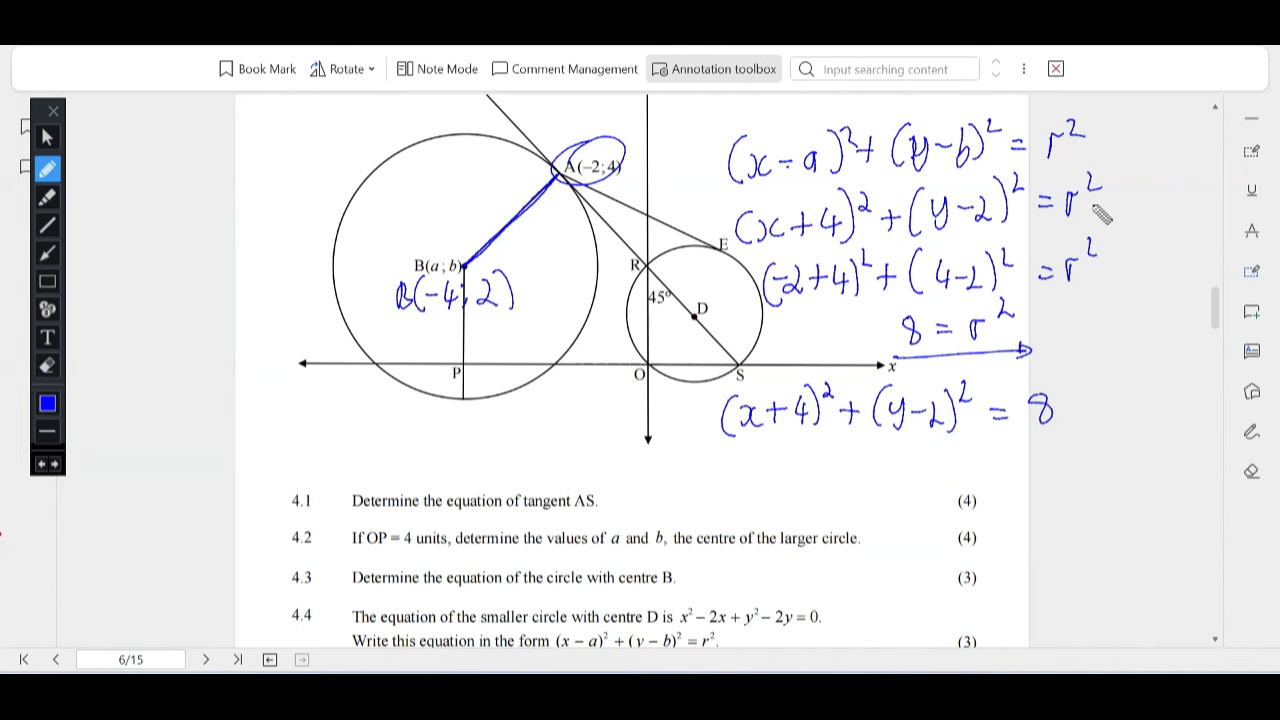 Book Mark Rotate Note Mode Comment Management Annotation toolbox Input searching content
A(−2; 4)
B(a ; b)
B(-4; 2)
R
E
45°
D
P
O
S
x
(x-a)²+(y-b)² = r²
(x+4)²+(y-2)² = r²
(-2+4)²+(4-2)² = r²
8 = r²
(x+4)²+(y-2)² = 8
4.1 Determine the equation of tangent AS. (4)
4.2 If OP = 4 units, determine the values of a and b, the centre of the larger circle. (4)
4.3 Determine the equation of the circle with centre B. (3)
4.4 The equation of the smaller circle with centre D is x² − 2x + y² − 2y = 0.
Write this equation in the form (x − a)² + (y − b)² = r². (3)
6/15